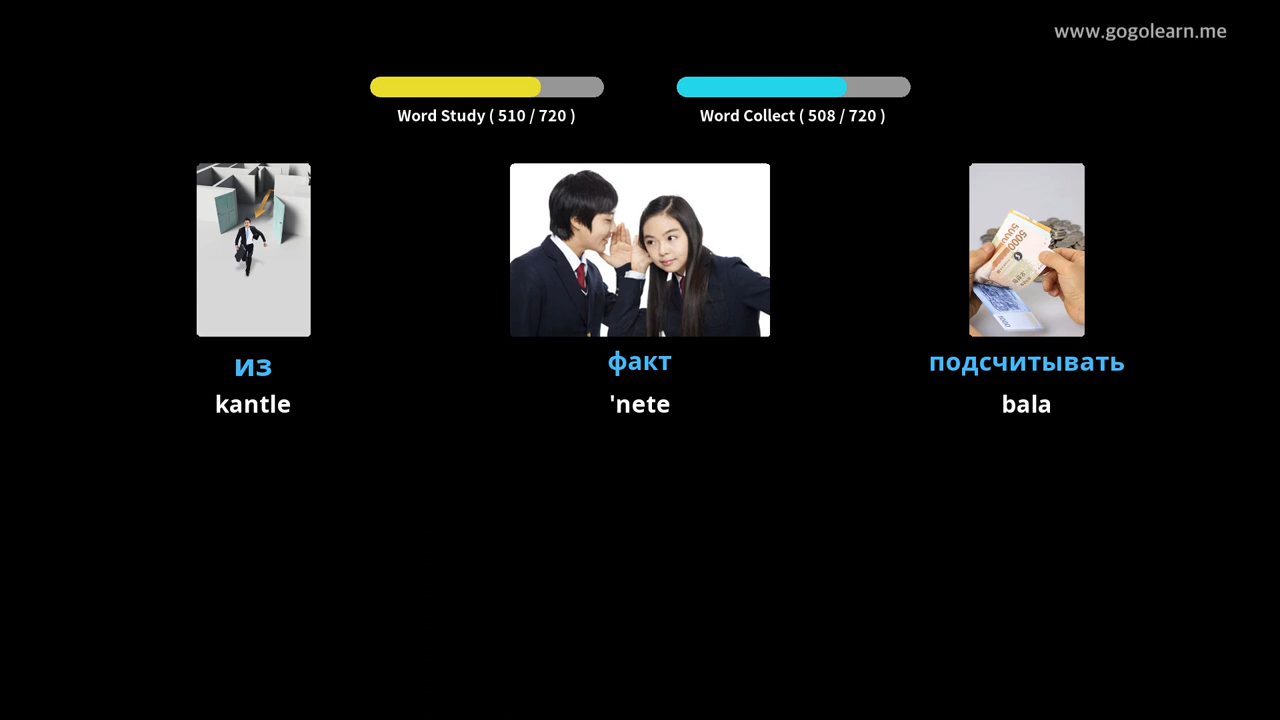 www.gogolearn.me
Word Study ( 510 / 720 )
Word Collect ( 508 / 720 )
из
факт
подсчитывать
kantle
'nete
bala